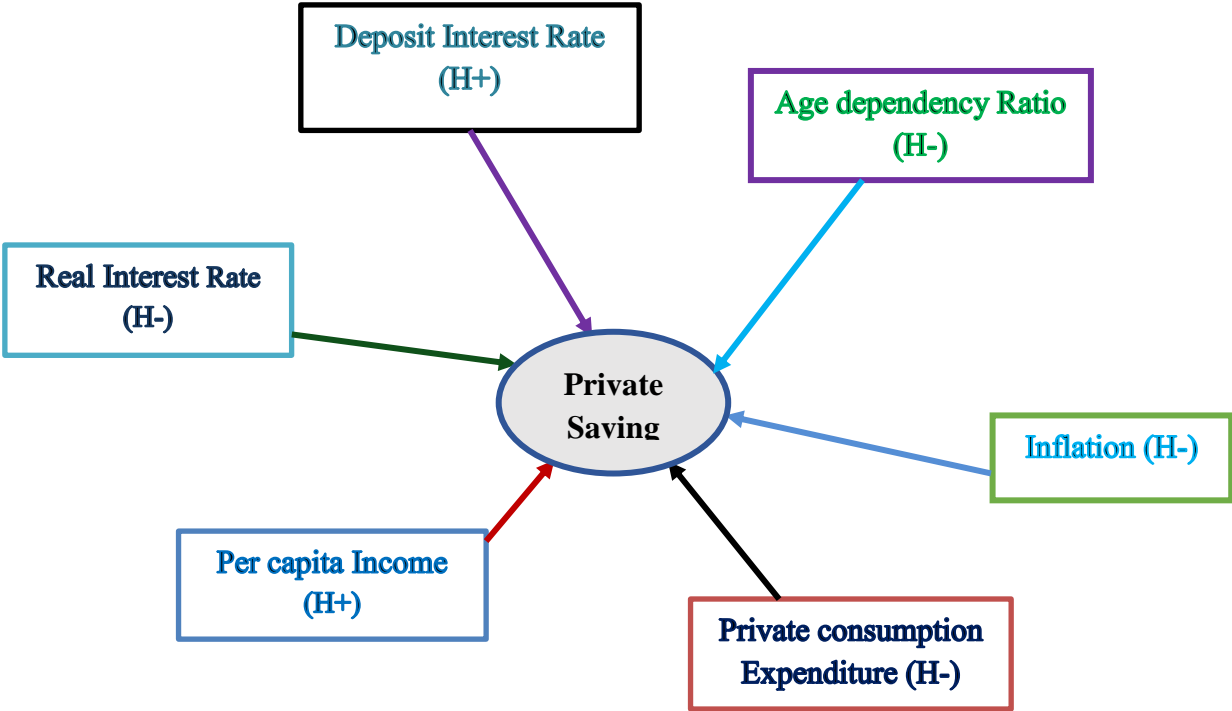 Deposit Interest Rate
(H+)
Age dependency Ratio
(H-)
Real Interest Rate
(H-)
Private
Saving
Inflation (H-)
Per capita Income
(H+)
Private consumption
Expenditure (H-)